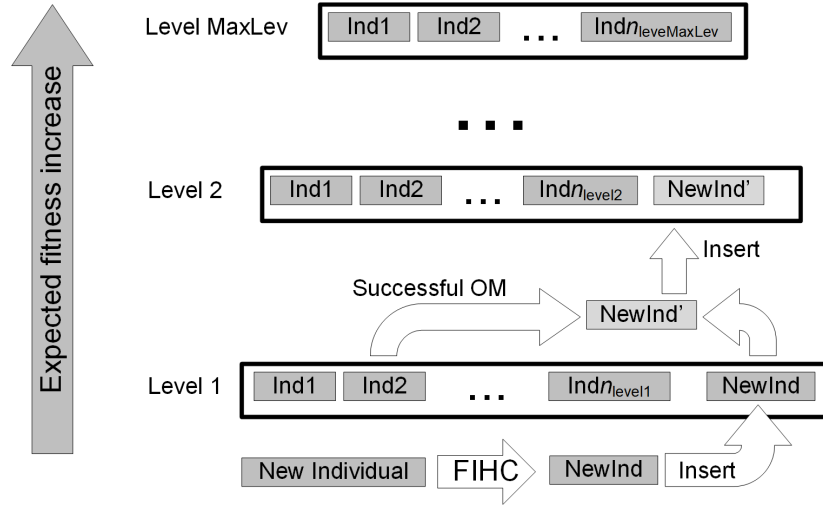 Expected fitness increase
Level MaxLev Ind1 Ind2 ... Indn_leveMaxLev
...
Level 2 Ind1 Ind2 ... Indn_level2 NewInd’
Insert
Successful OM
NewInd’
Level 1 Ind1 Ind2 ... Indn_level1 NewInd
New Individual FIHC NewInd Insert